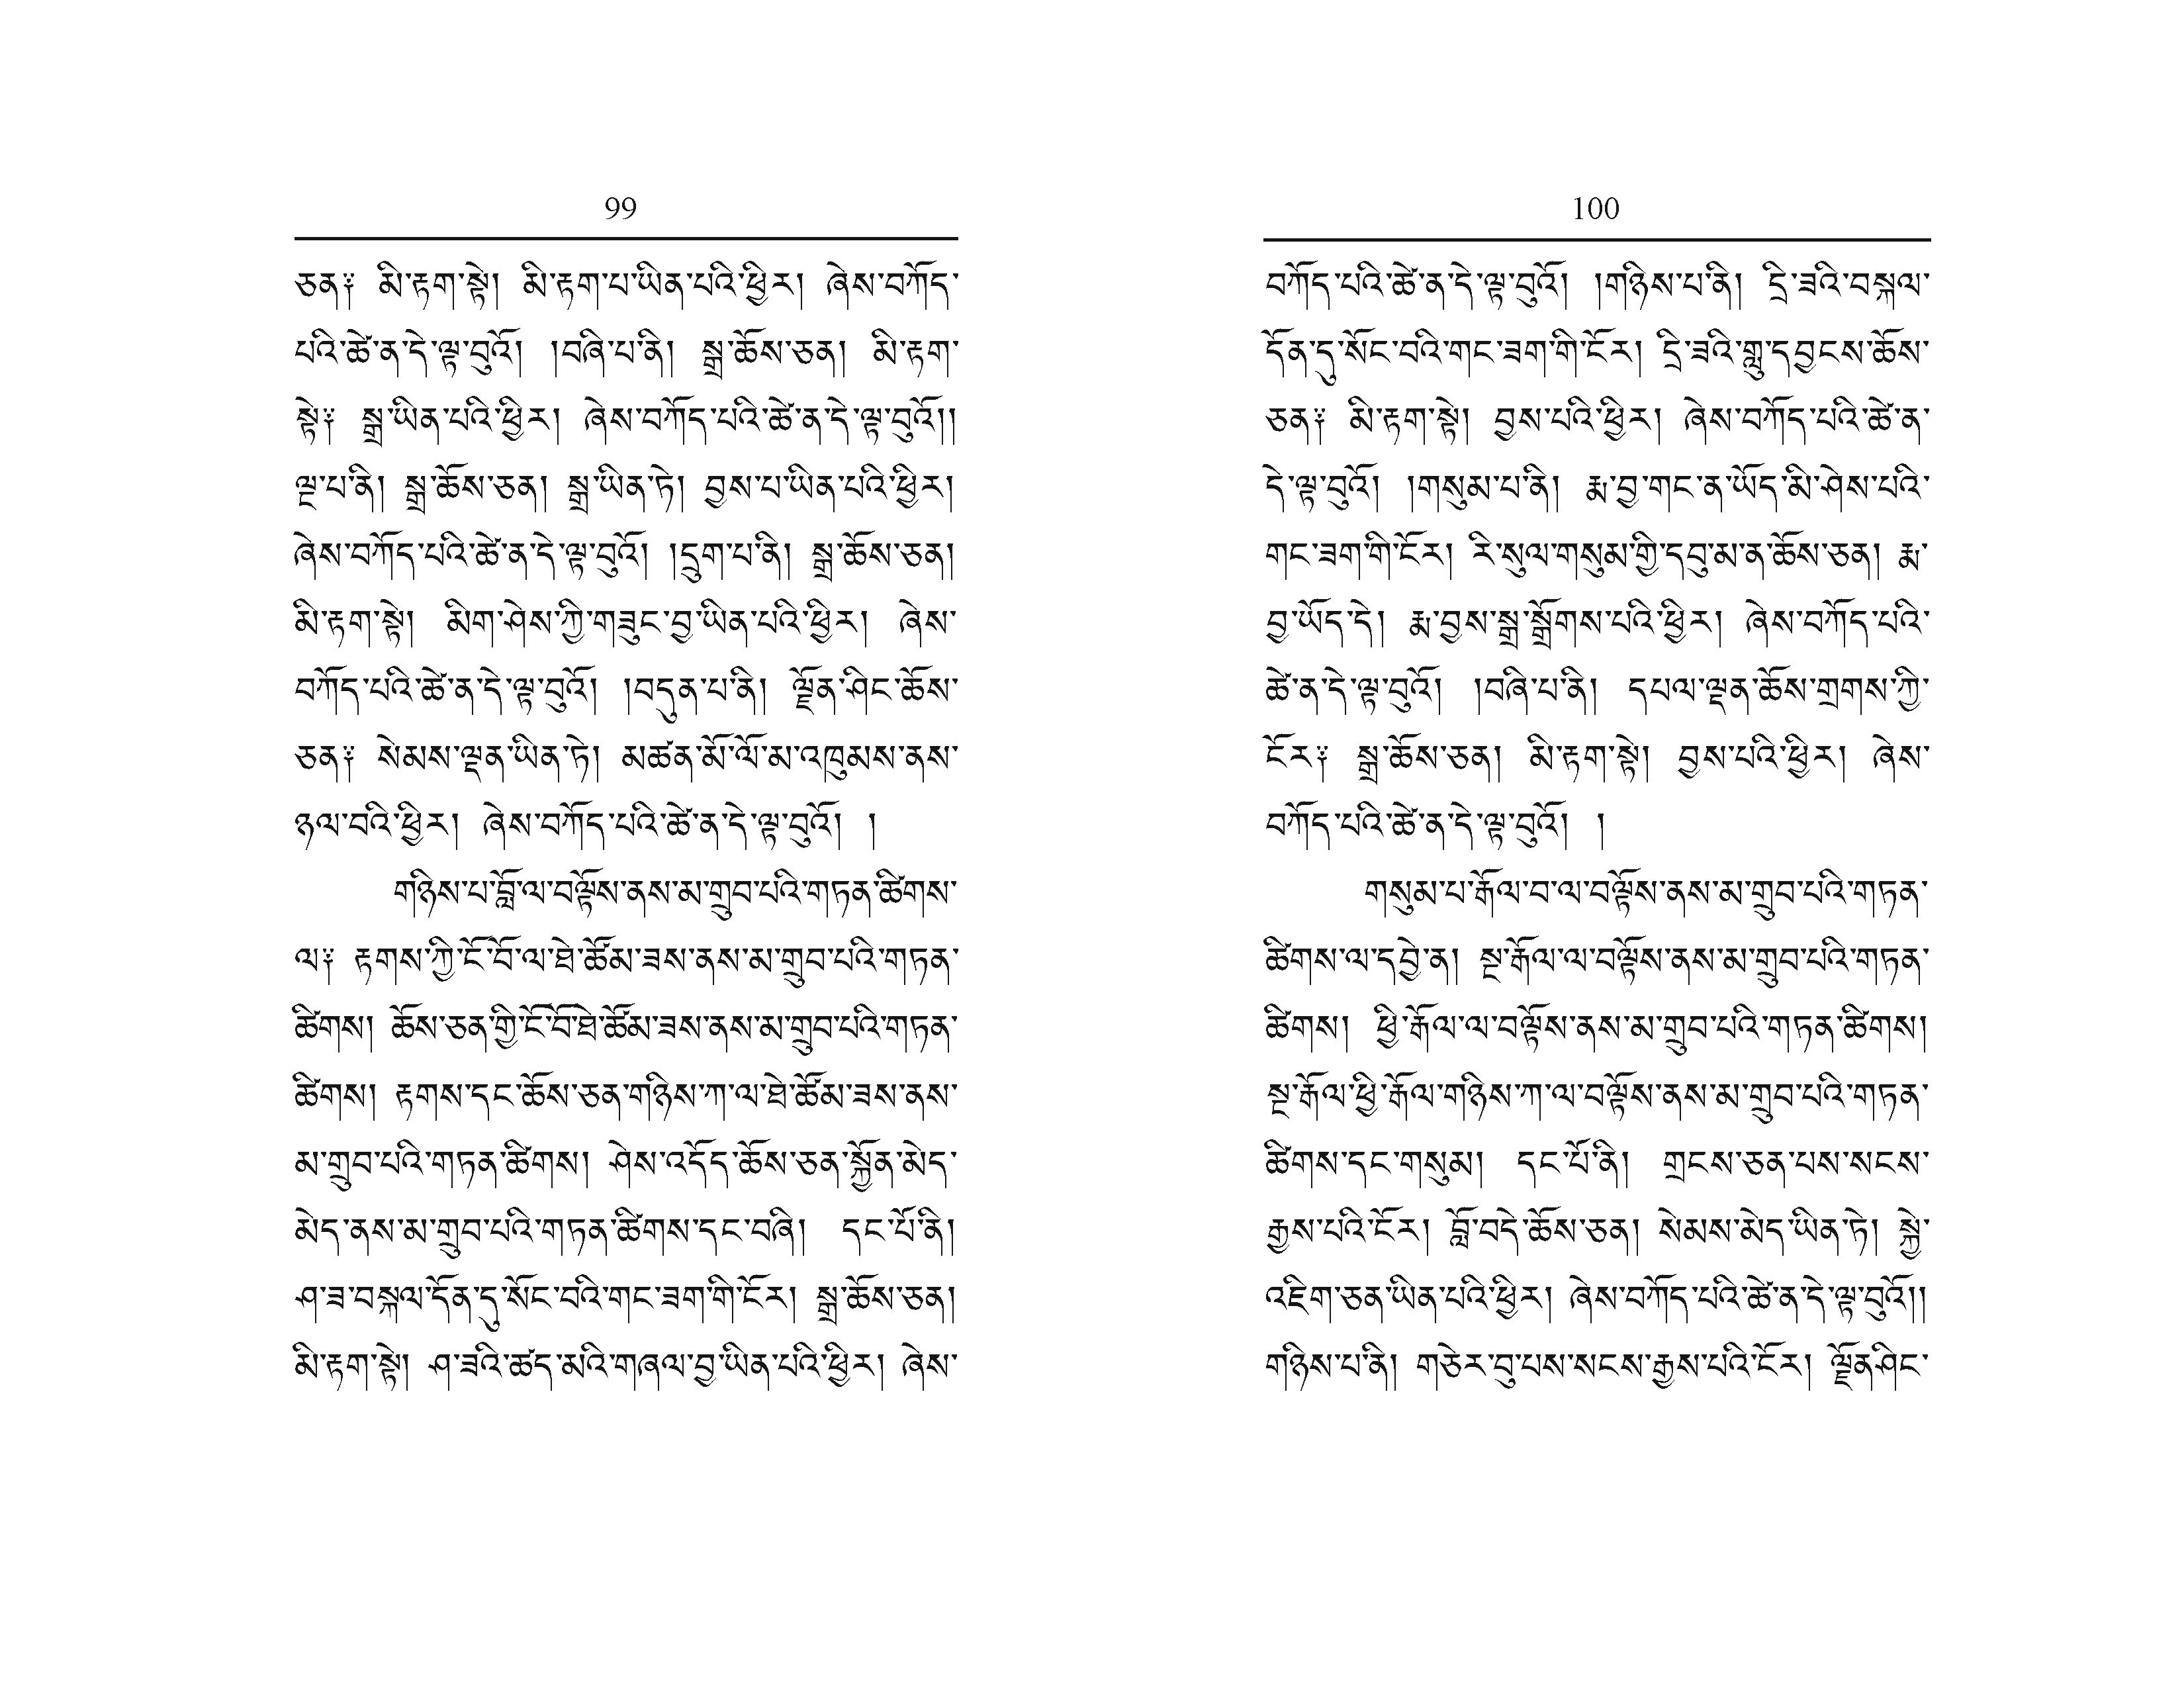 99
ཅན༑ མི་རྟག་སྟེ། མི་རྟག་པ་ཡིན་པའི་ཕྱིར། ཞེས་བཀོད་
པའི་ཚེ་ན་དེ་ལྟ་བུའོ། །བཞི་པ་ནི། སྒྲ་ཆོས་ཅན། མི་རྟག་
སྟེ༑ སྒྲ་ཡིན་པའི་ཕྱིར། ཞེས་བཀོད་པའི་ཚེ་ན་དེ་ལྟ་བུའོ།།
ལྔ་པ་ནི། སྒྲ་ཆོས་ཅན། སྒྲ་ཡིན་ཏེ། བྱས་པ་ཡིན་པའི་ཕྱིར།
ཞེས་བཀོད་པའི་ཚེ་ན་དེ་ལྟ་བུའོ། །དྲུག་པ་ནི། སྒྲ་ཆོས་ཅན།
མི་རྟག་སྟེ། མིག་ཤེས་ཀྱི་གཟུང་བྱ་ཡིན་པའི་ཕྱིར། ཞེས་
བཀོད་པའི་ཚེ་ན་དེ་ལྟ་བུའོ། །བདུན་པ་ནི། ལྗོན་ཤིང་ཆོས་
ཅན༑ སེམས་ལྡན་ཡིན་ཏེ། མཚན་མོ་ལོ་མ་འཁུམས་ནས་
ཉལ་བའི་ཕྱིར། ཞེས་བཀོད་པའི་ཚེ་ན་དེ་ལྟ་བུའོ། །
གཉིས་པ་བློ་ལ་བལྟོས་ནས་མ་གྲུབ་པའི་གཏན་ཚིགས་
ལ༑ རྟགས་ཀྱི་ངོ་བོ་ལ་ཐེ་ཚོམ་ཟས་ནས་མ་གྲུབ་པའི་གཏན་
ཚིགས། ཆོས་ཅན་གྱི་ངོ་བོ་ཐེ་ཚོམ་ཟས་ནས་མ་གྲུབ་པའི་གཏན་
ཚིགས། རྟགས་དང་ཆོས་ཅན་གཉིས་ཀ་ལ་ཐེ་ཚོམ་ཟས་ནས་
མ་གྲུབ་པའི་གཏན་ཚིགས། ཤེས་འདོད་ཆོས་ཅན་སྐྱོན་མེད་
མེད་ནས་མ་གྲུབ་པའི་གཏན་ཚིགས་དང་བཞི། དང་པོ་ནི།
ཤ་ཟ་བསྐལ་དོན་དུ་སོང་བའི་གང་ཟག་གི་ངོར། སྒྲ་ཆོས་ཅན།
མི་རྟག་སྟེ། ཤ་ཟའི་ཚད་མའི་གཞལ་བྱ་ཡིན་པའི་ཕྱིར། ཞེས་
100
བཀོད་པའི་ཚེ་ན་དེ་ལྟ་བུའོ། །གཉིས་པ་ནི། དྲི་ཟའི་བསྐལ་
དོན་དུ་སོང་བའི་གང་ཟག་གི་ངོར། དྲི་ཟའི་གླུ་དབྱངས་ཆོས་
ཅན༑ མི་རྟག་སྟེ། བྱས་པའི་ཕྱིར། ཞེས་བཀོད་པའི་ཚེ་ན་
དེ་ལྟ་བུའོ། །གསུམ་པ་ནི། རྨ་བྱ་གང་ན་ཡོད་མི་ཤེས་པའི་
གང་ཟག་གི་ངོར། རི་སུལ་གསུམ་གྱི་དབུ་མ་ན་ཆོས་ཅན། རྨ་
བྱ་ཡོད་དེ། རྨ་བྱས་སྒྲ་སྒྲོགས་པའི་ཕྱིར། ཞེས་བཀོད་པའི་
ཚེ་ན་དེ་ལྟ་བུའོ། །བཞི་པ་ནི། དཔལ་ལྡན་ཆོས་གྲགས་ཀྱི་
ངོར༑ སྒྲ་ཆོས་ཅན། མི་རྟག་སྟེ། བྱས་པའི་ཕྱིར། ཞེས་
བཀོད་པའི་ཚེ་ན་དེ་ལྟ་བུའོ། །
གསུམ་པ་རྒོལ་བ་ལ་བལྟོས་ནས་མ་གྲུབ་པའི་གཏན་
ཚིགས་ལ་དབྱེ་ན། སྔ་རྒོལ་ལ་བལྟོས་ནས་མ་གྲུབ་པའི་གཏན་
ཚིགས། ཕྱི་རྒོལ་ལ་བལྟོས་ནས་མ་གྲུབ་པའི་གཏན་ཚིགས།
སྔ་རྒོལ་ཕྱི་རྒོལ་གཉིས་ཀ་ལ་བལྟོས་ནས་མ་གྲུབ་པའི་གཏན་
ཚིགས་དང་གསུམ། དང་པོ་ནི། གྲངས་ཅན་པས་སངས་
རྒྱས་པའི་ངོར། བློ་བདེ་ཆོས་ཅན། སེམས་མེད་ཡིན་ཏེ། སྐྱེ་
འཇིག་ཅན་ཡིན་པའི་ཕྱིར། ཞེས་བཀོད་པའི་ཚེ་ན་དེ་ལྟ་བུའོ།།
གཉིས་པ་ནི། གཅེར་བུ་པས་སངས་རྒྱས་པའི་ངོར། ལྗོན་ཤིང་